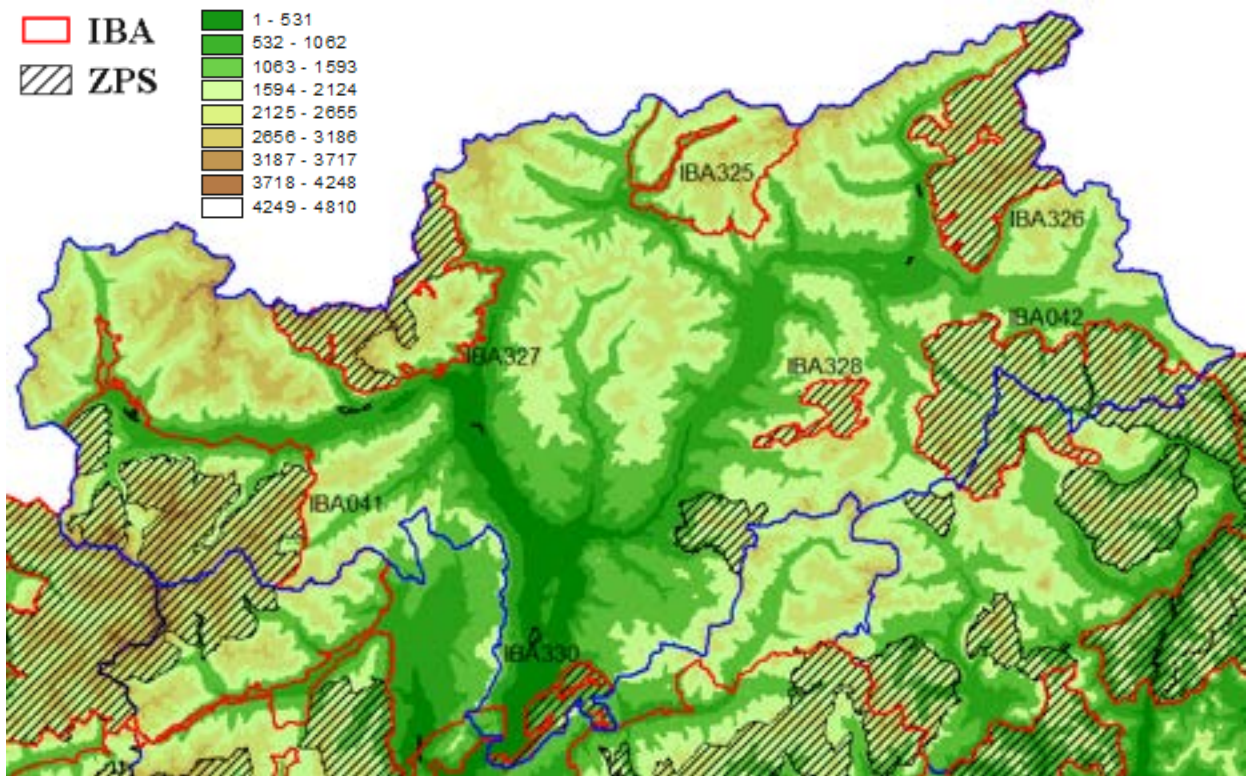 IBA
ZPS
1 - 531
532 - 1062
1063 - 1593
1594 - 2124
2125 - 2655
2656 - 3186
3187 - 3717
3718 - 4248
4249 - 4810
IBA325
IBA326
IBA042
IBA327
IBA328
IBA041
IBA330